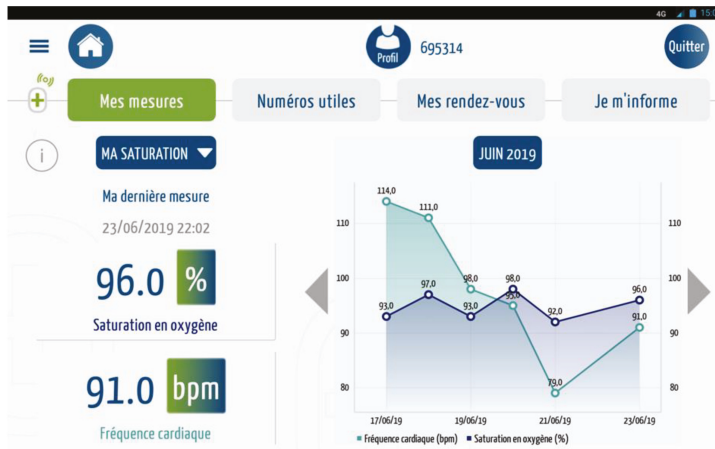 4G 15:0
Profil 695314 Quitter
Mes mesures Numéros utiles Mes rendez-vous Je m'informe
i MA SATURATION JUIN 2019
Ma dernière mesure
23/06/2019 22:02
96.0 %
Saturation en oxygène
91.0 bpm
Fréquence cardiaque
114,0
111,0
110 110
100 98,0 98,0 100
97,0 96,0
93,0 93,0 95,0 92,0 91,0
90 90
79,0
80 80
17/06/19 19/06/19 21/06/19 23/06/19
Fréquence cardiaque (bpm) Saturation en oxygène (%)